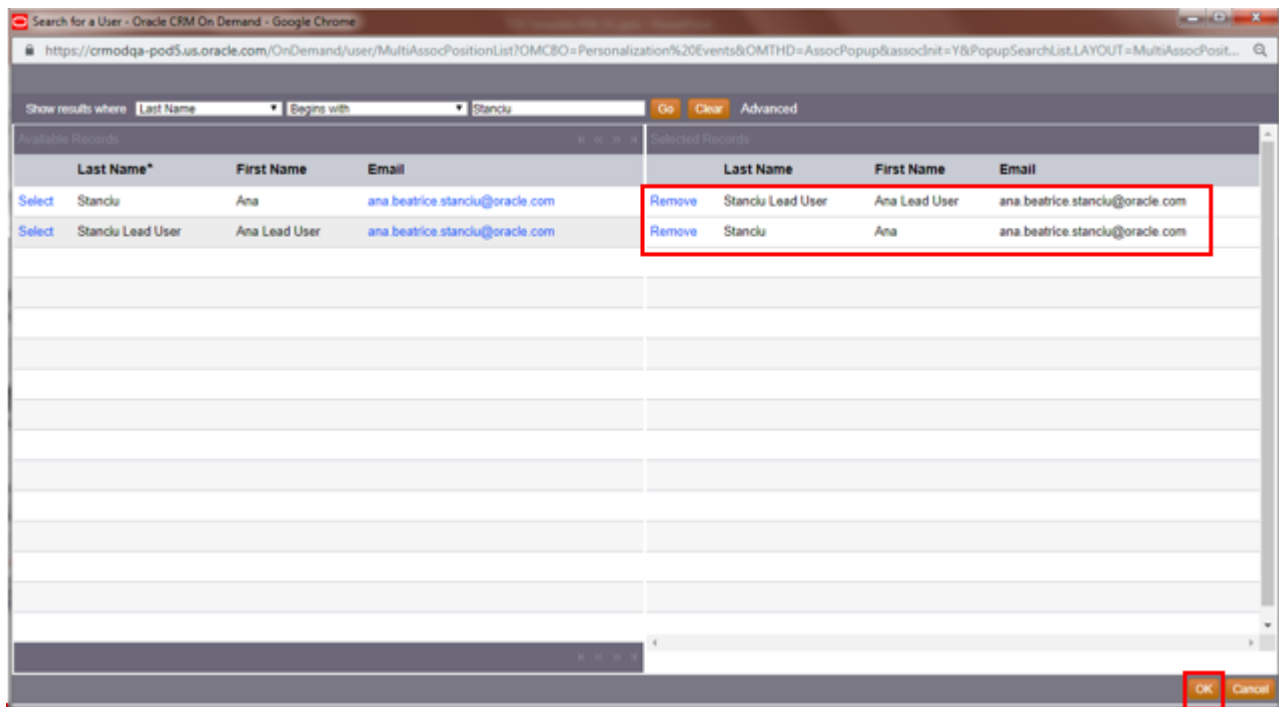 Search for a User - Oracle CRM On Demand - Google Chrome
https://crmodqa-pod5.us.oracle.com/OnDemand/user/MultiAssocPositionList?OMCBO=Personalization%20Events&OMTHD=AssocPopup&assocInit=Y&PopupSearchList.LAYOUT=MultiAssocPosit...
Show results where Last Name Begins with Stanciu Go Clear Advanced
Available Records Selected Records
Last Name* First Name Email Last Name First Name Email
Select Stanciu Ana ana.beatrice.stanciu@oracle.com Remove Stanciu Lead User Ana Lead User ana.beatrice.stanciu@oracle.com
Select Stanciu Lead User Ana Lead User ana.beatrice.stanciu@oracle.com Remove Stanciu Ana ana.beatrice.stanciu@oracle.com
OK Cancel